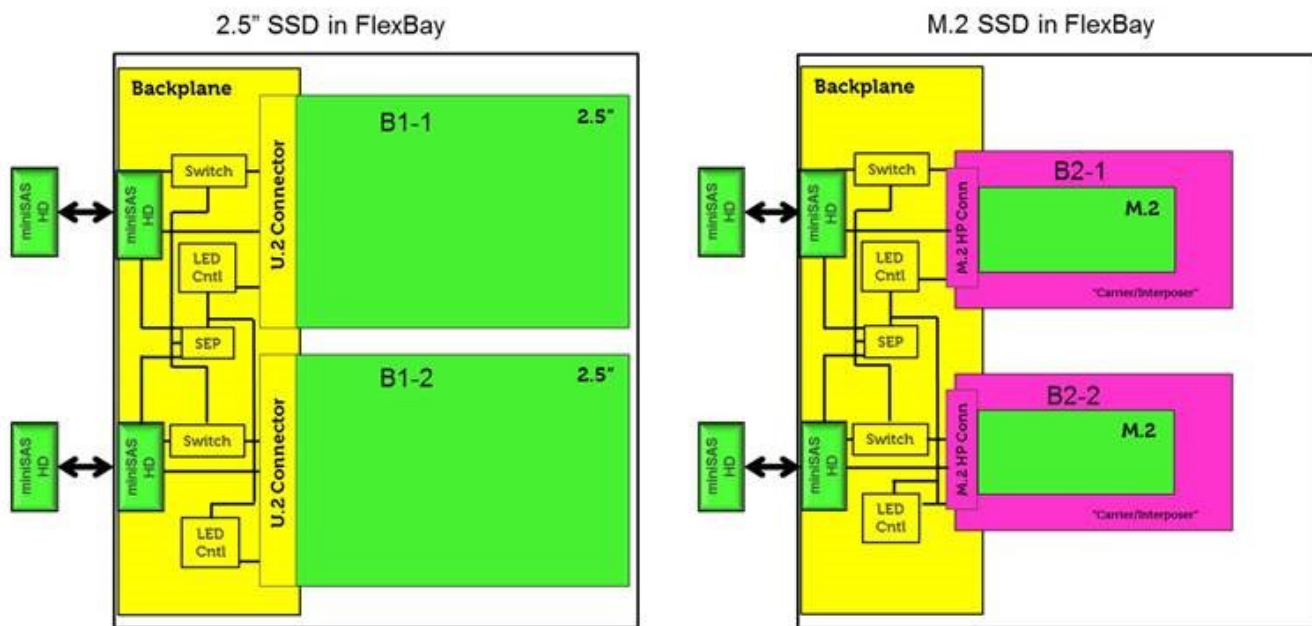 2.5” SSD in FlexBay
Backplane
B1-1
2.5”
Switch
miniSAS
HD
miniSAS
HD
U.2 Connector
LED
Cntl
SEP
B1-2
2.5”
Switch
miniSAS
HD
miniSAS
HD
U.2 Connector
LED
Cntl
M.2 SSD in FlexBay
Backplane
B2-1
Switch
miniSAS
HD
miniSAS
HD
M.2 HP Conn
M.2
LED
Cntl
"Carrier/Interposer"
SEP
B2-2
Switch
miniSAS
HD
miniSAS
HD
M.2 HP Conn
M.2
LED
Cntl
"Carrier/Interposer"